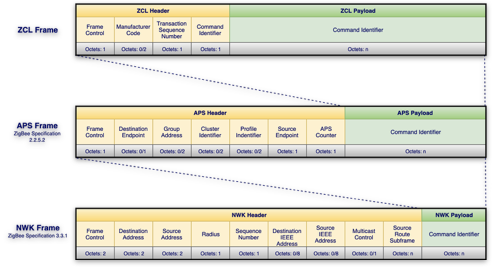 ZCL Header
ZCL Payload
ZCL Frame
Frame Control
Manufacturer Code
Transaction Sequence Number
Command Identifier
Command Identifier
Octets: 1
Octets: 0/2
Octets: 1
Octets: 1
Octets: n
APS Header
APS Payload
APS Frame
ZigBee Specification
2.2.5.2
Frame Control
Destination Endpoint
Group Address
Cluster Identifier
Profile Indentifier
Source Endpoint
APS Counter
Command Identifier
Octets: 1
Octets: 0/1
Octets: 0/2
Octets: 0/2
Octets: 0/2
Octets: 1
Octets: 1
Octets: n
NWK Header
NWK Payload
NWK Frame
ZigBee Specification 3.3.1
Frame Control
Destination Address
Source Address
Radius
Sequence Number
Destination IEEE Address
Source IEEE Address
Multicast Control
Source Route Subframe
Command Identifier
Octets: 2
Octets: 2
Octets: 2
Octets: 1
Octets: 1
Octets: 0/8
Octets: 0/8
Octets: 0/1
Octets: n
Octets: n